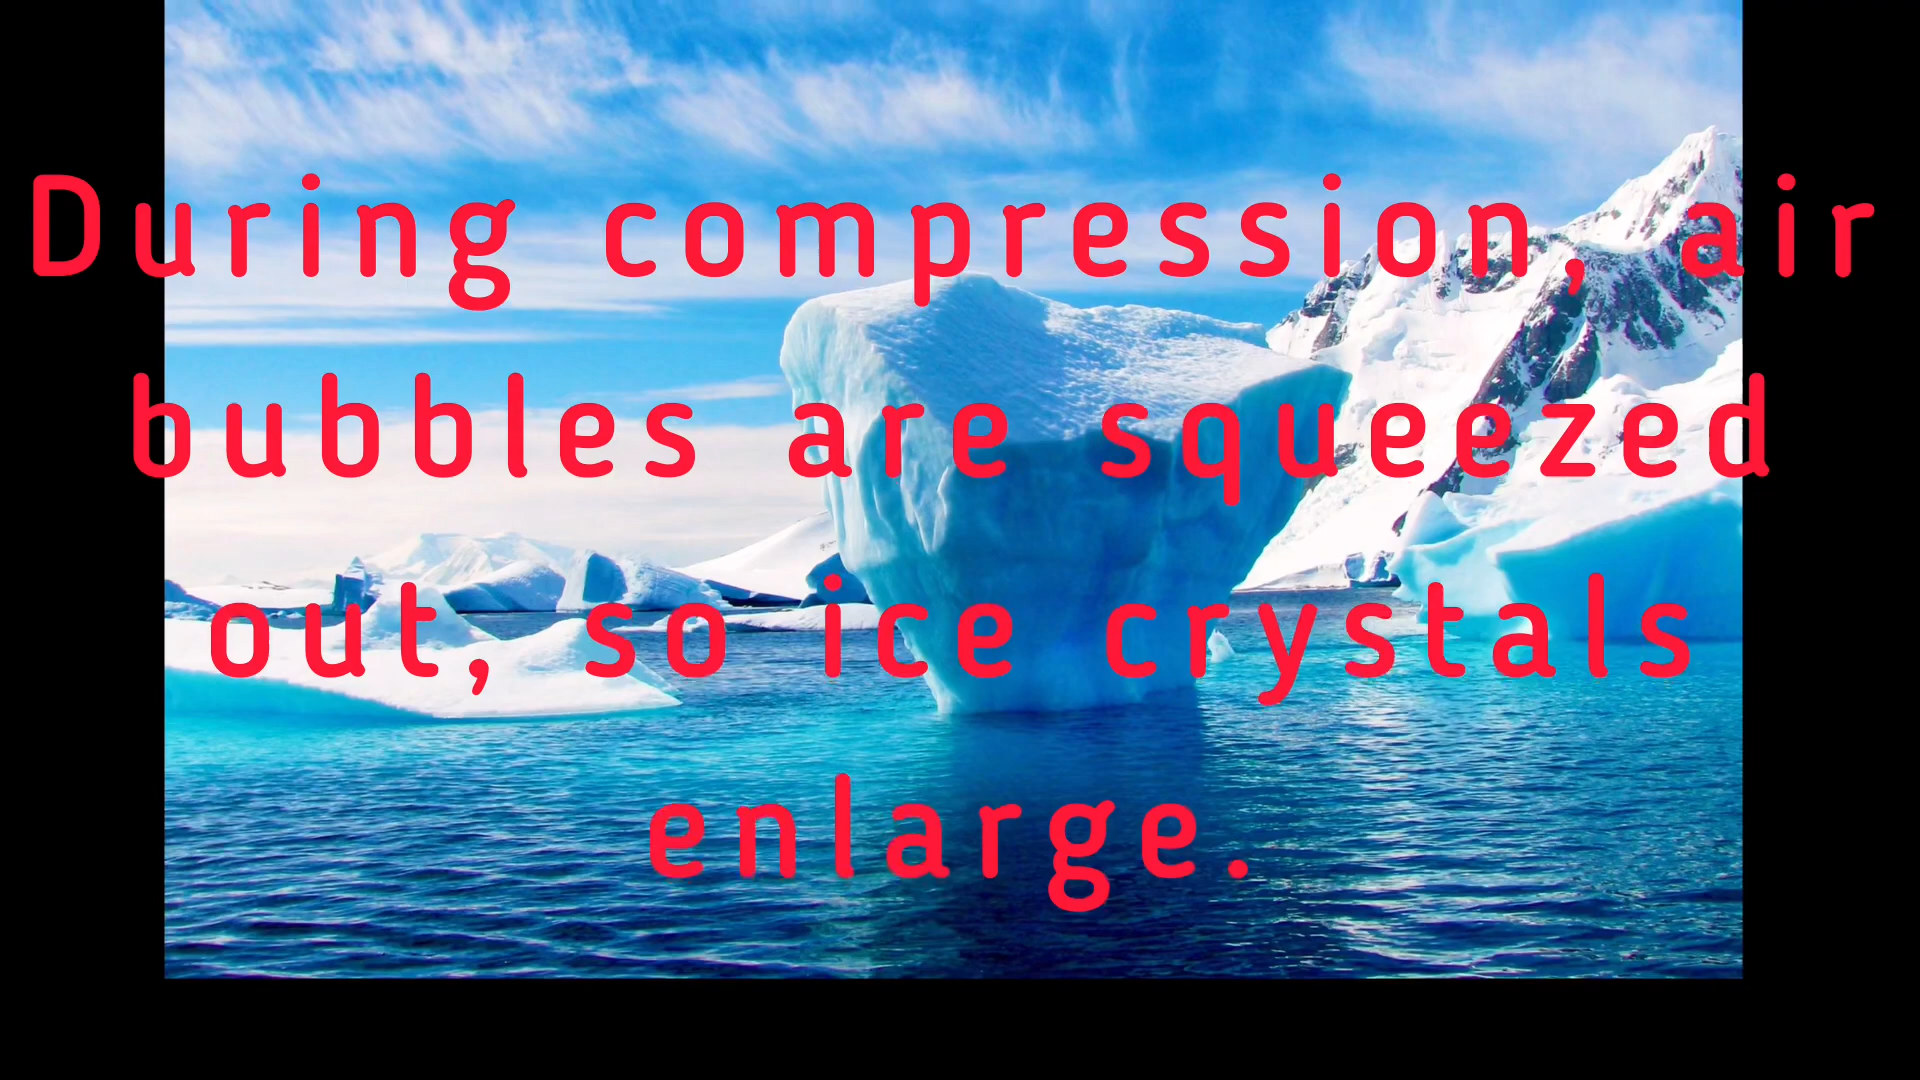 During compression, air
bubbles are squeezed
out, so ice crystals
enlarge.